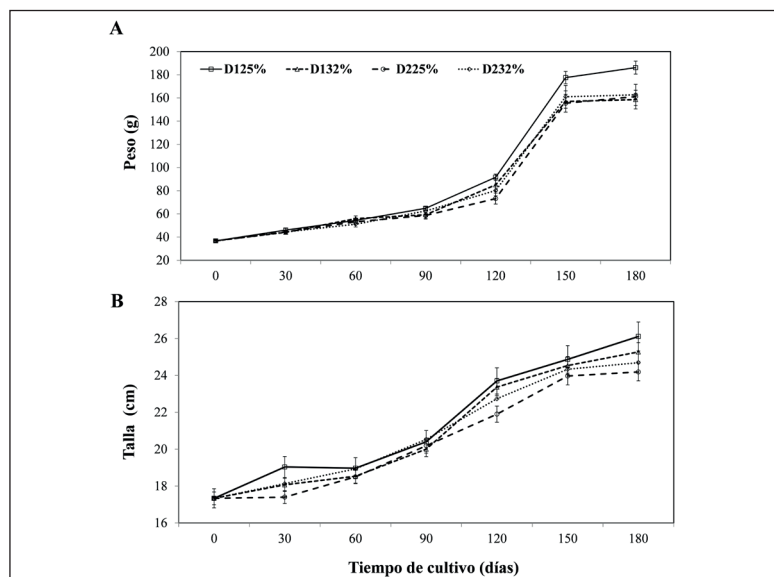 A
200
180
160
140
120
100
80
60
40
20
Peso (g)
D125% D132% D225% D232%
0 30 60 90 120 150 180
B
28
26
24
22
20
18
16
Talla (cm)
0 30 60 90 120 150 180
Tiempo de cultivo (días)